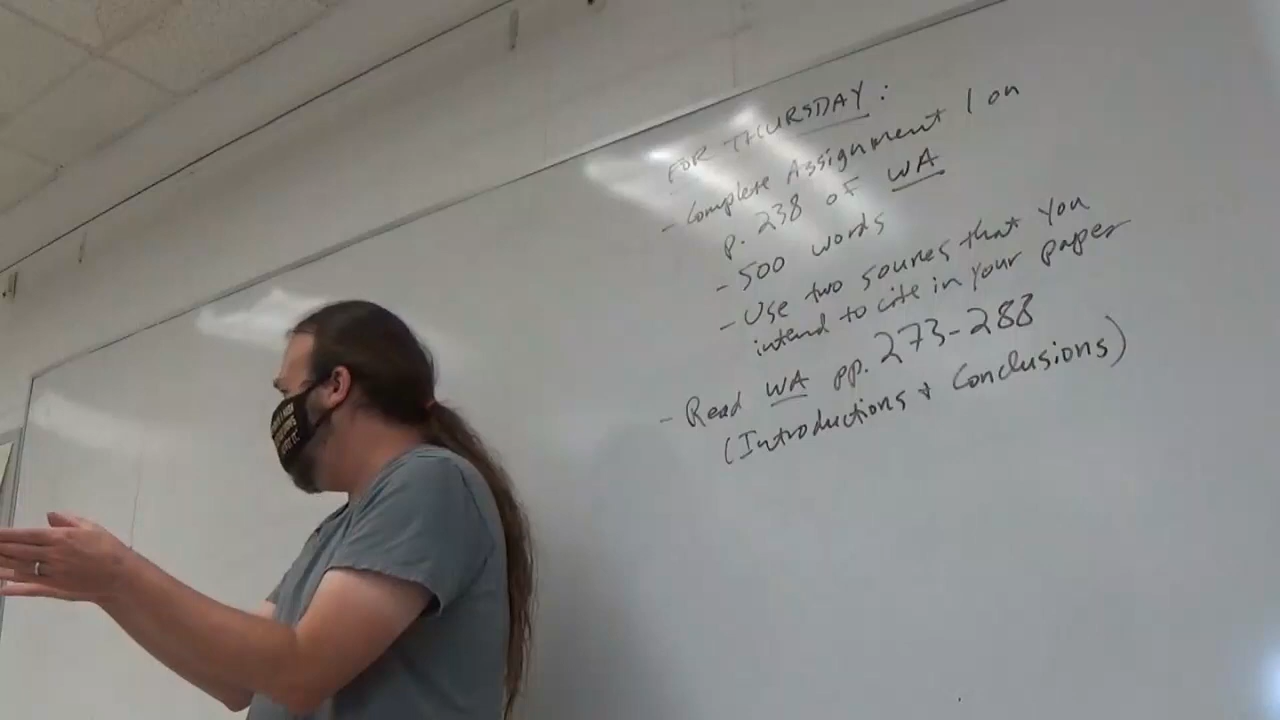 FOR THURSDAY:
- Complete Assignment 1 on
p. 238 of WA
- 500 words
- Use two sources that you
intend to cite in your paper
- Read WA pp. 273-288
(Introductions + Conclusions)